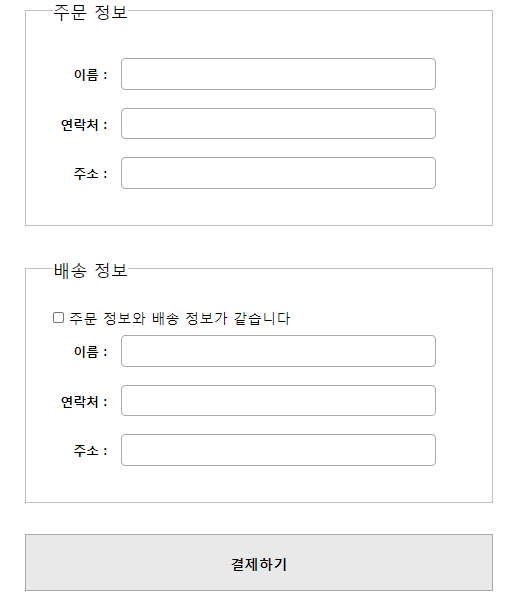 주문 정보
이름 :
연락처 :
주소 :
배송 정보
주문 정보와 배송 정보가 같습니다
이름 :
연락처 :
주소 :
결제하기